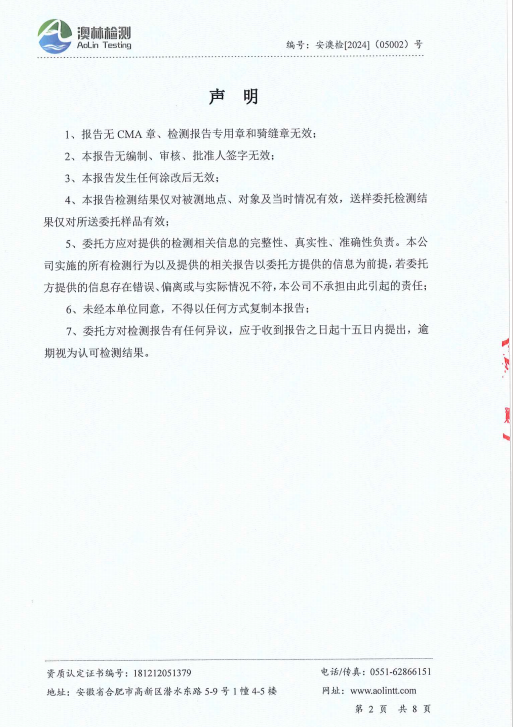 澳林检测
AoLin Testing
编号：安澳检[2024]（05002）号
声 明
1、报告无 CMA 章、检测报告专用章和骑缝章无效；
2、本报告无编制、审核、批准人签字无效；
3、本报告发生任何涂改后无效；
4、本报告检测结果仅对被测地点、对象及当时情况有效，送样委托检测结
果仅对所送委托样品有效；
5、委托方应对提供的检测相关信息的完整性、真实性、准确性负责。本公
司实施的所有检测行为以及提供的相关报告以委托方提供的信息为前提，若委托
方提供的信息存在错误、偏离或与实际情况不符，本公司不承担由此引起的责任；
6、未经本单位同意，不得以任何方式复制本报告；
7、委托方对检测报告有任何异议，应于收到报告之日起十五日内提出，逾
期视为认可检测结果。
资质认定证书编号：181212051379
电话/传真：0551-62866151
地址：安徽省合肥市高新区潜水东路 5-9 号 1 幢 4-5 楼
网址：www.aolintt.com
第 2 页 共 8 页